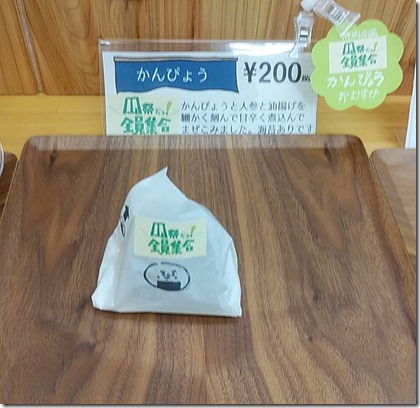 かんぴょう ¥200
瓜祭だョ!
全員集合
かんぴょうと人参と油揚げを
細かく刻んで甘辛く煮込んで
まぜこみました。海苔ありです
瓜祭だョ!
全員集合
かんぴょう
おむすび
瓜祭だョ!
全員集合